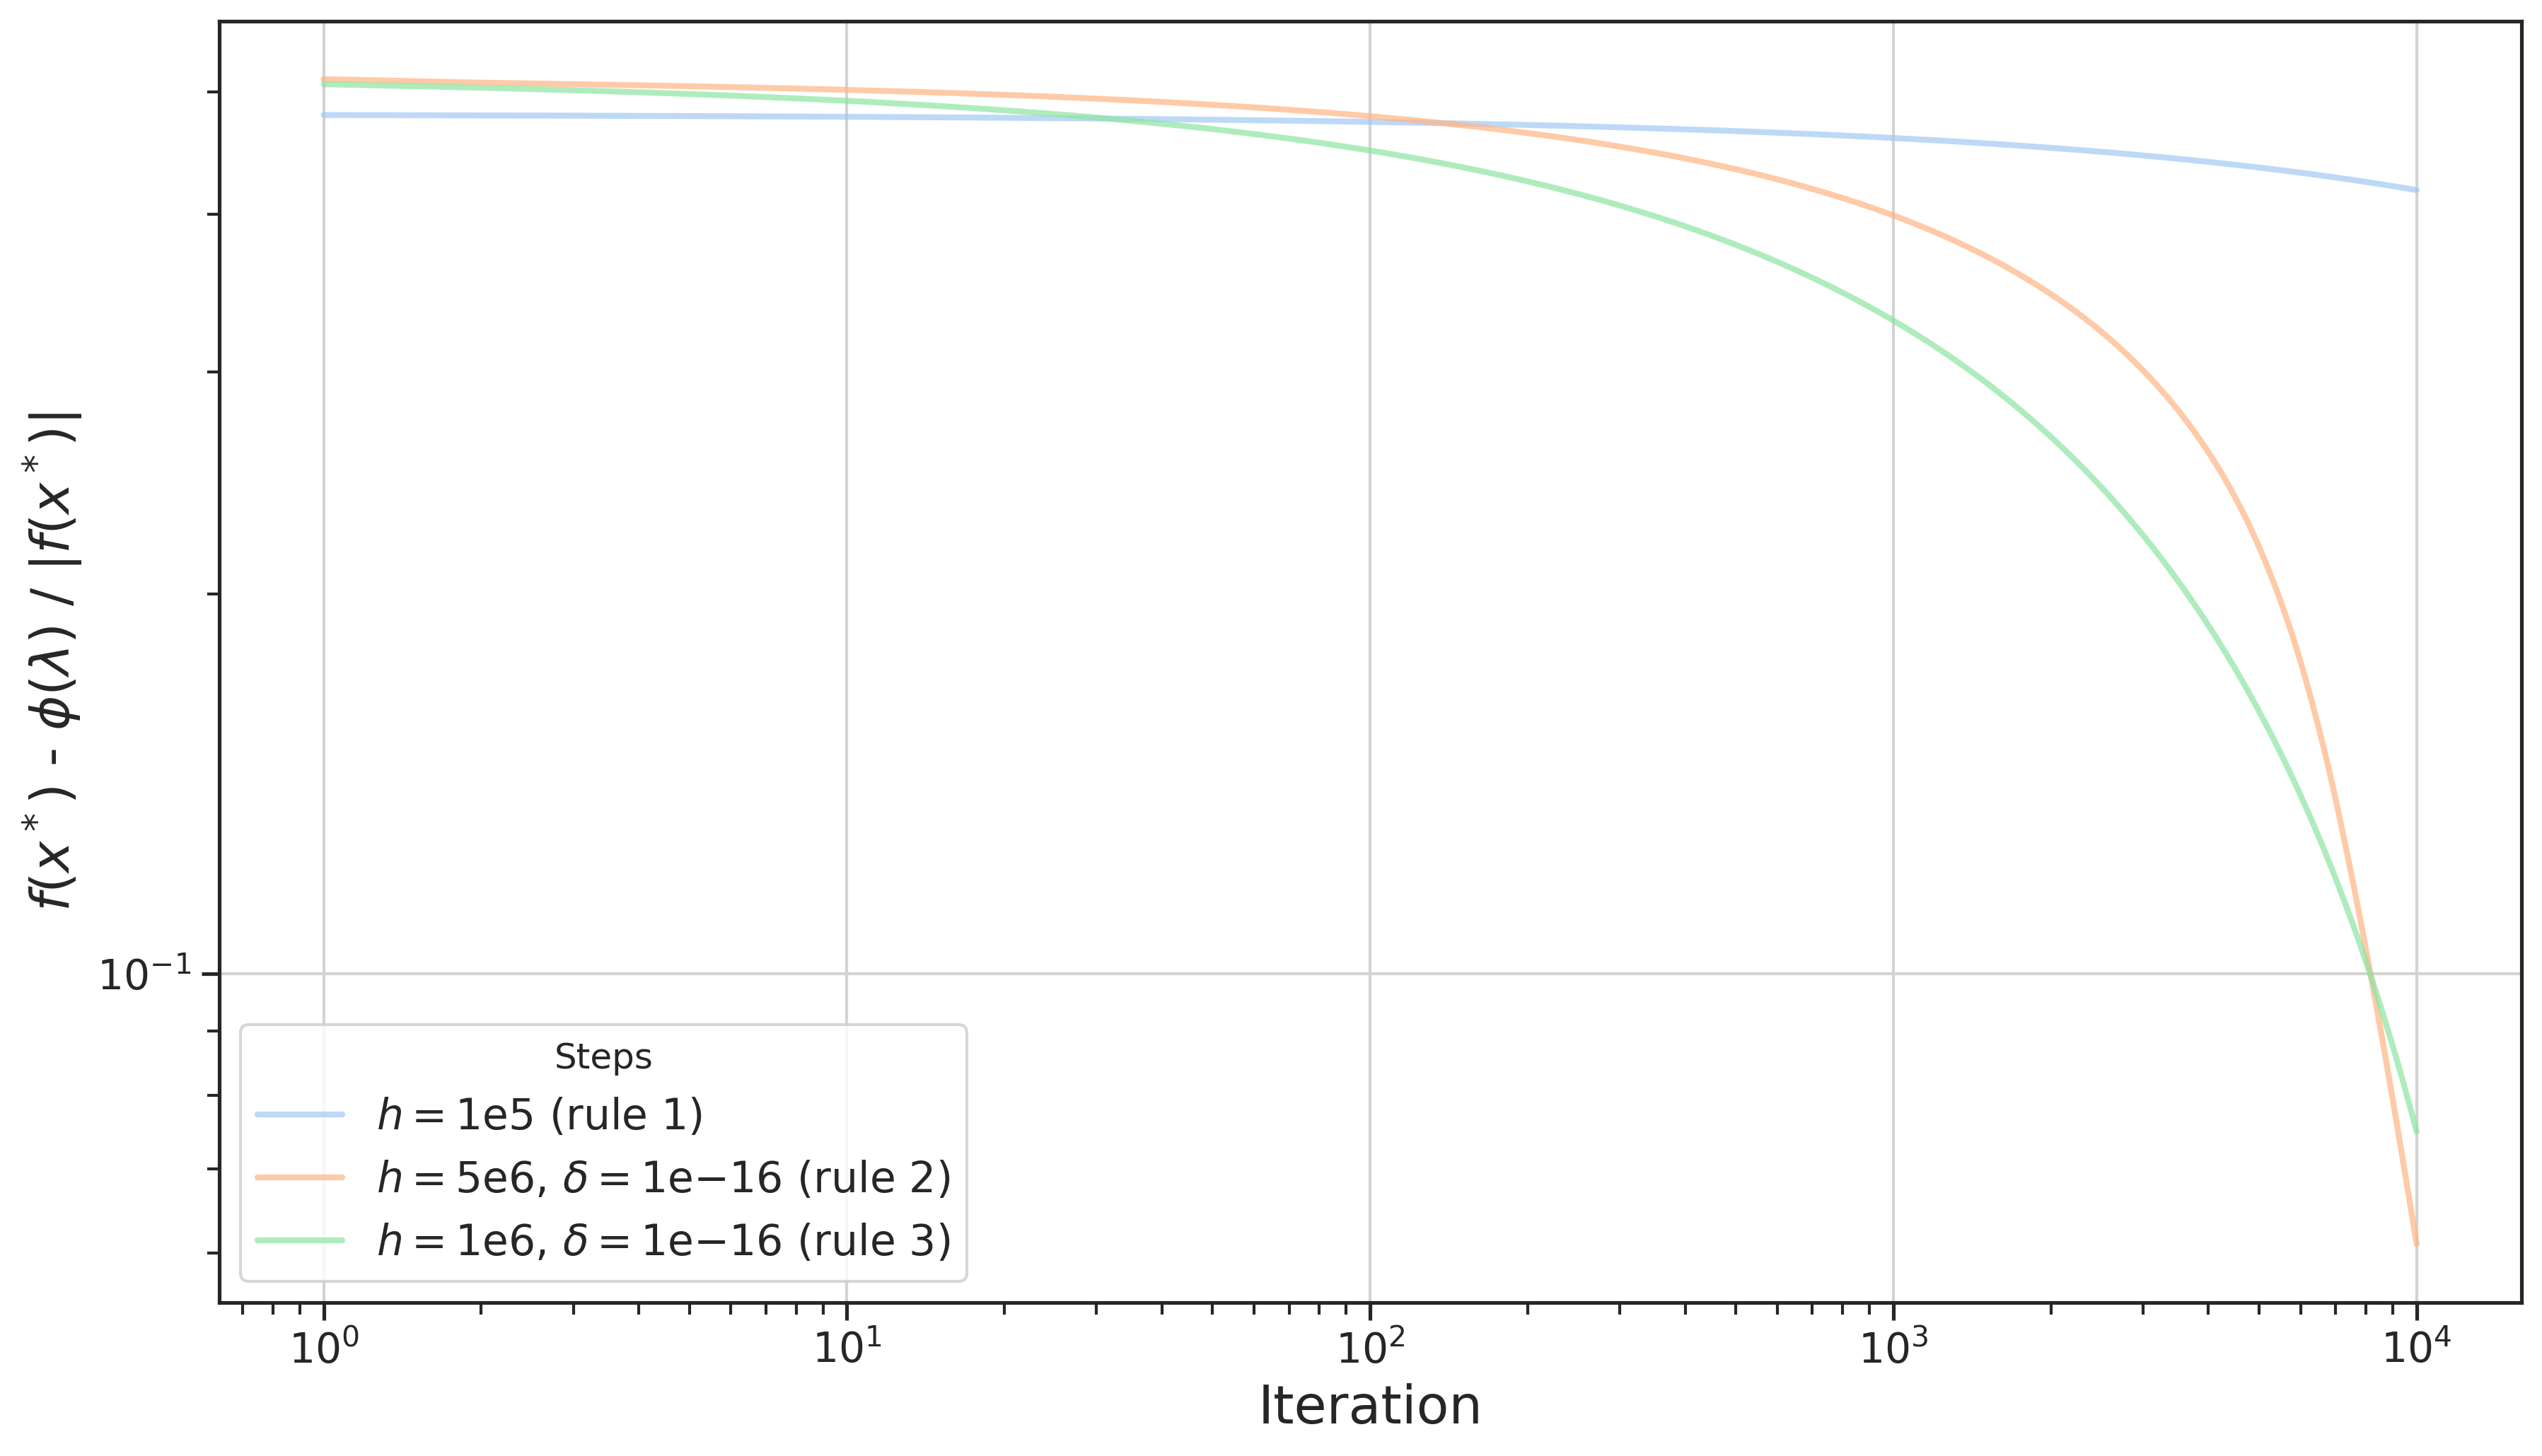 f(x*) - ϕ(λ) / |f(x*)|
10⁻¹
Steps
h = 1e5 (rule 1)
h = 5e6, δ = 1e−16 (rule 2)
h = 1e6, δ = 1e−16 (rule 3)
10⁰ 10¹ 10² 10³ 10⁴
Iteration